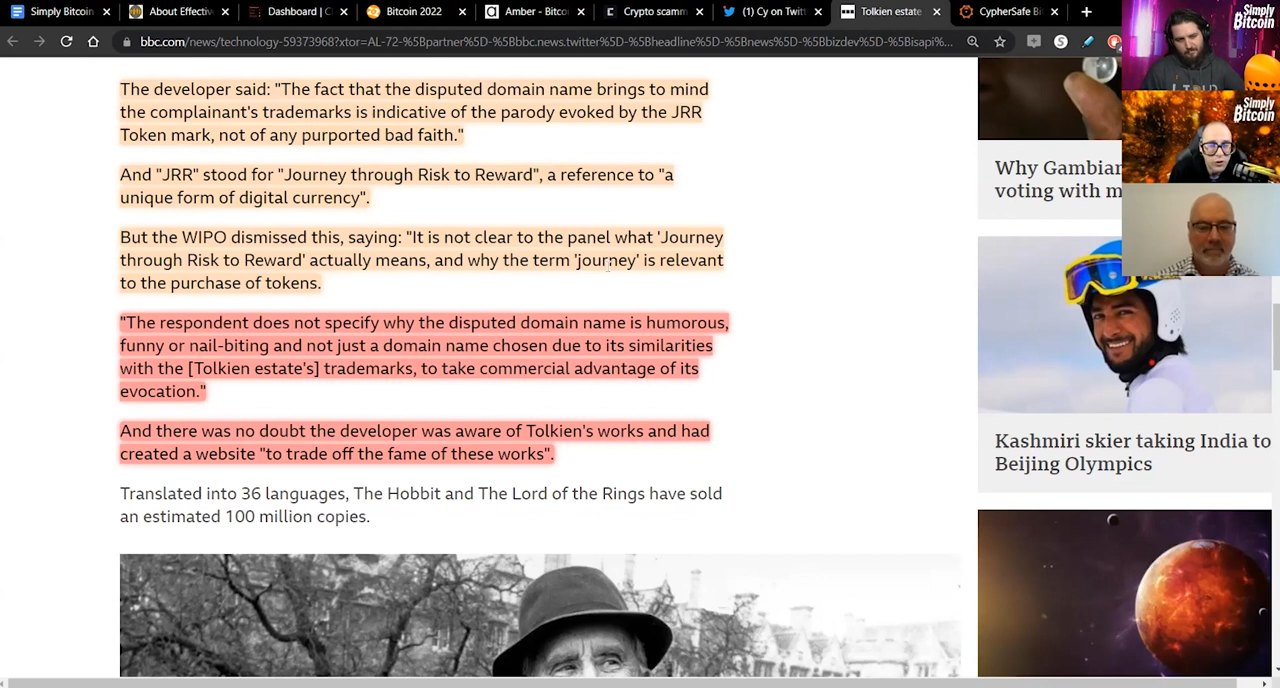 Simply Bitcoin
About Effectiv
Dashboard | C
Bitcoin 2022
Amber - Bitco
Crypto scamm
(1) Cy on Twitt
Tolkien estate
CypherSafe Bi
bbc.com/news/technology-59373968?xtor=AL-72-%5Bpartner%5D-%5Bbbc.news.twitter%5D-%5Bheadline%5D-%5Bnews%5D-%5Bbizdev%5D-%5Bisapi%5...
Simply
Bitcoin
Simply
Bitcoin
The developer said: "The fact that the disputed domain name brings to mind
the complainant's trademarks is indicative of the parody evoked by the JRR
Token mark, not of any purported bad faith."
And "JRR" stood for "Journey through Risk to Reward", a reference to "a
unique form of digital currency".
But the WIPO dismissed this, saying: "It is not clear to the panel what 'Journey
through Risk to Reward' actually means, and why the term 'journey' is relevant
to the purchase of tokens.
"The respondent does not specify why the disputed domain name is humorous,
funny or nail-biting and not just a domain name chosen due to its similarities
with the [Tolkien estate's] trademarks, to take commercial advantage of its
evocation."
And there was no doubt the developer was aware of Tolkien's works and had
created a website "to trade off the fame of these works".
Translated into 36 languages, The Hobbit and The Lord of the Rings have sold
an estimated 100 million copies.
Why Gambian
voting with m
Kashmiri skier taking India to
Beijing Olympics